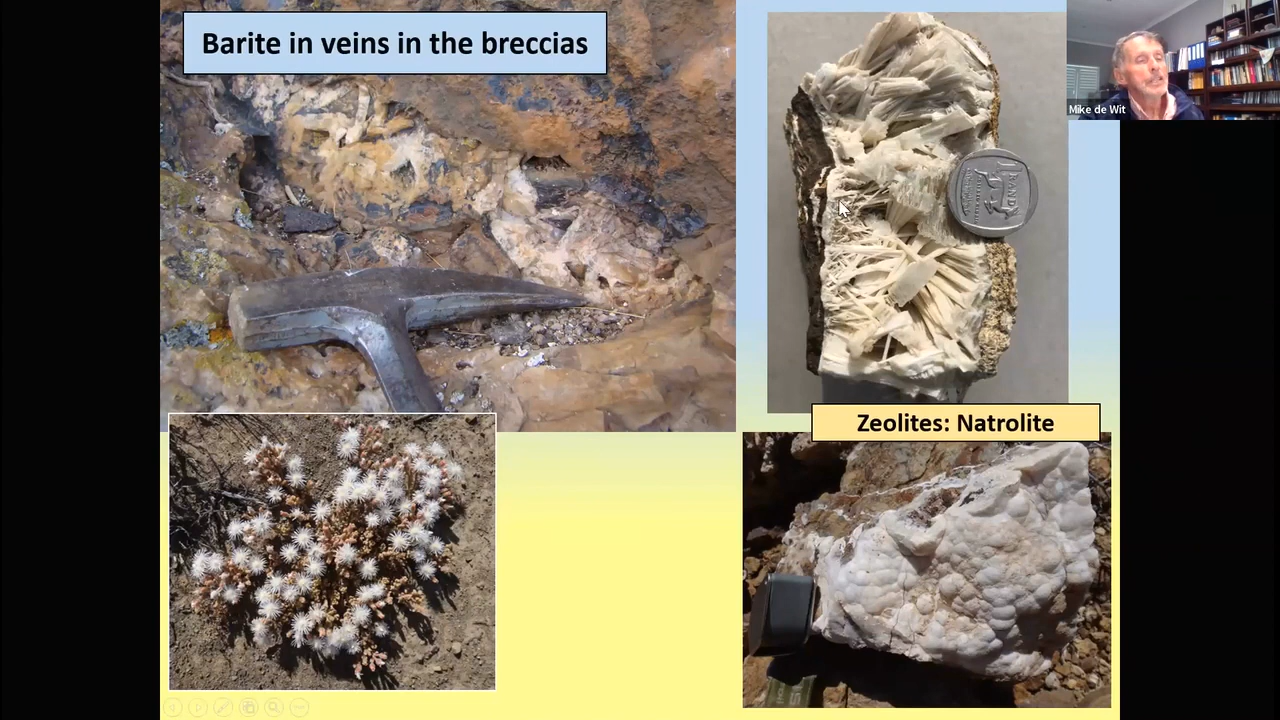 Barite in veins in the breccias
Mike de Wit
Zeolites: Natrolite